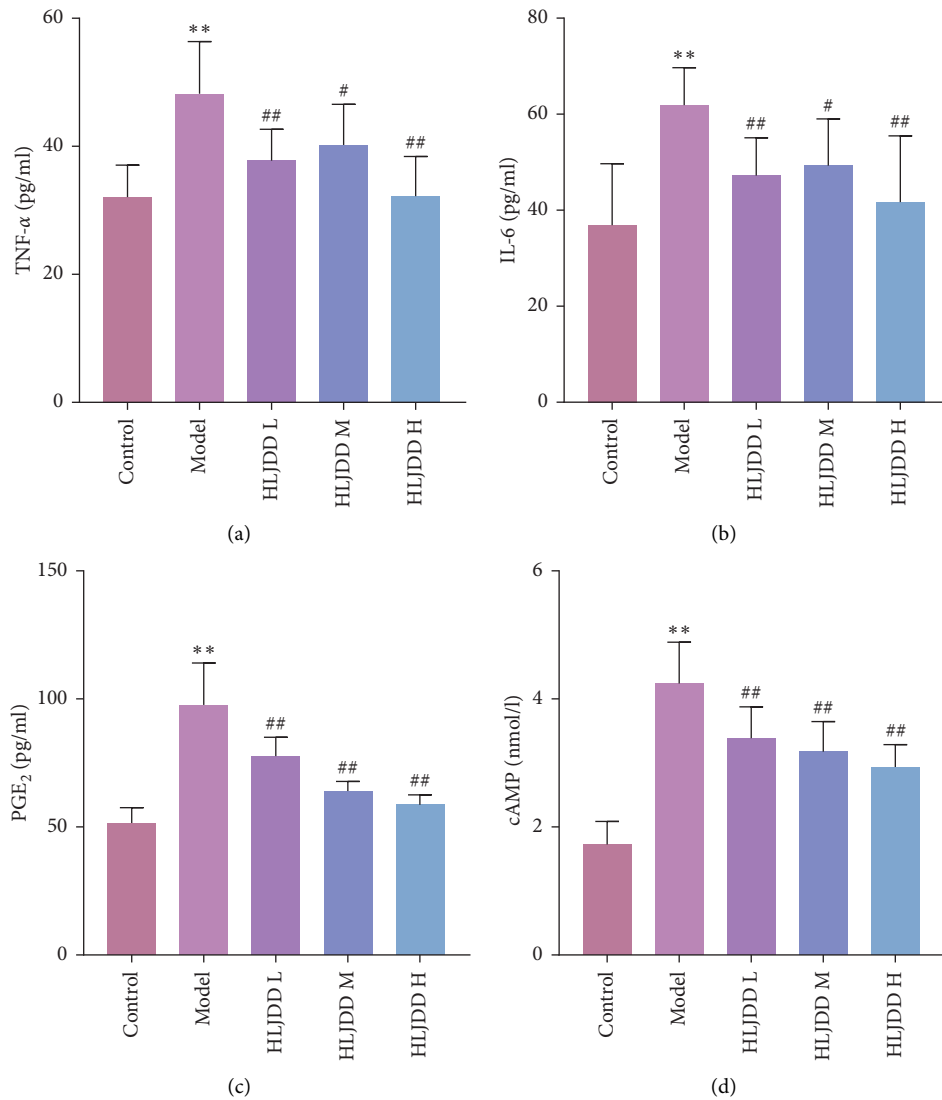 60
40
20
0
TNF-α (pg/ml)
**
##
#
##
Control
Model
HLJDD L
HLJDD M
HLJDD H
(a)
80
60
40
20
0
IL-6 (pg/ml)
**
##
#
##
Control
Model
HLJDD L
HLJDD M
HLJDD H
(b)
150
100
50
0
PGE₂ (pg/ml)
**
##
##
##
Control
Model
HLJDD L
HLJDD M
HLJDD H
(c)
6
4
2
0
cAMP (nmol/l)
**
##
##
##
Control
Model
HLJDD L
HLJDD M
HLJDD H
(d)